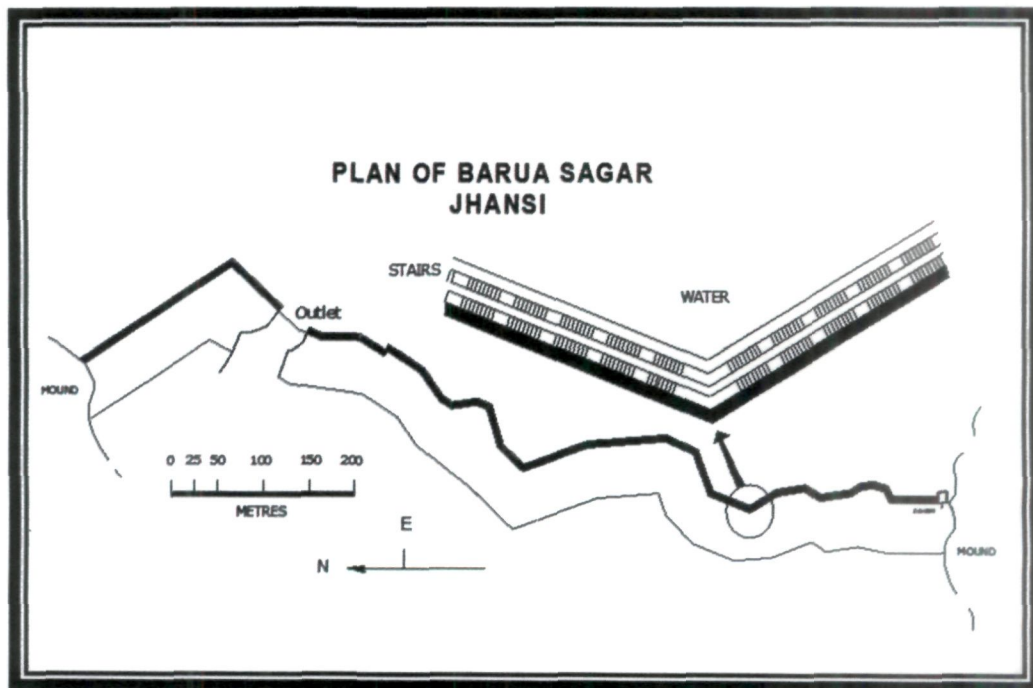 PLAN OF BARUA SAGAR
JHANSI
STAIRS
WATER
Outlet
MOUND
0 25 50 100 150 200
METRES
E
N
MOUND